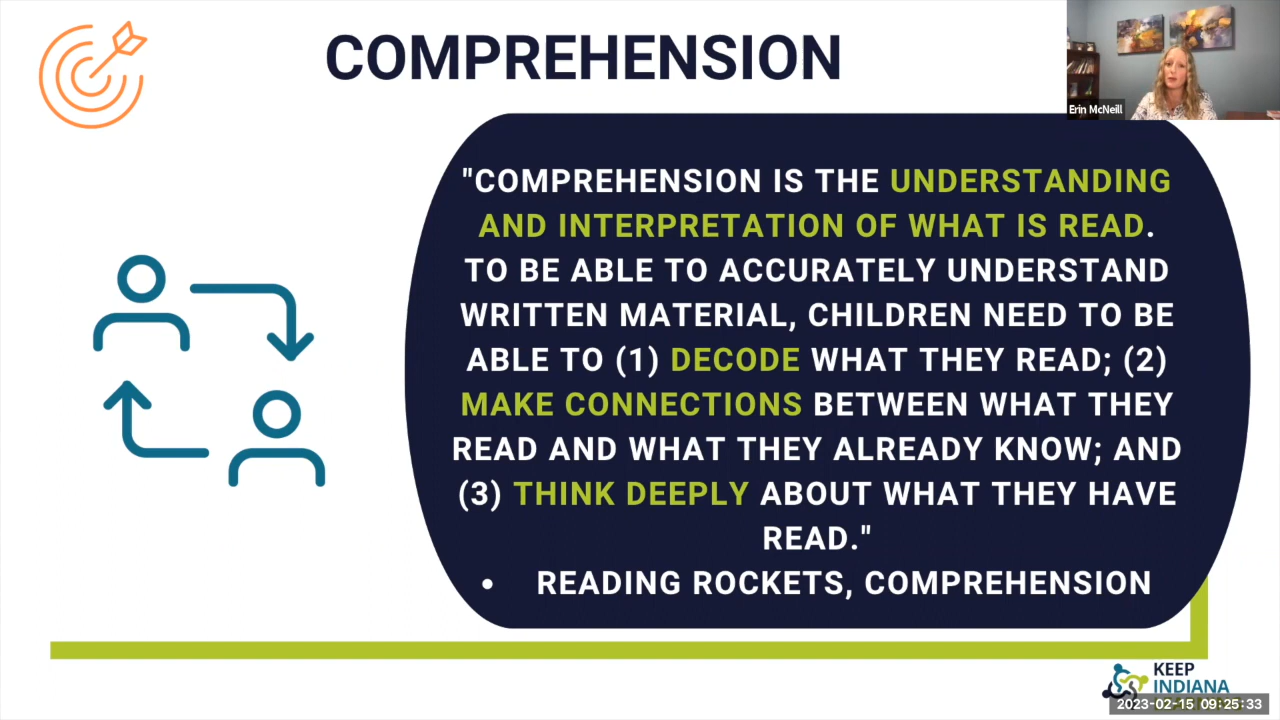 COMPREHENSION
Erin McNeill
"COMPREHENSION IS THE UNDERSTANDING
AND INTERPRETATION OF WHAT IS READ.
TO BE ABLE TO ACCURATELY UNDERSTAND
WRITTEN MATERIAL, CHILDREN NEED TO BE
ABLE TO (1) DECODE WHAT THEY READ; (2)
MAKE CONNECTIONS BETWEEN WHAT THEY
READ AND WHAT THEY ALREADY KNOW; AND
(3) THINK DEEPLY ABOUT WHAT THEY HAVE
READ."
• READING ROCKETS, COMPREHENSION
KEEP
INDIANA
2023-02-15 09:25:33